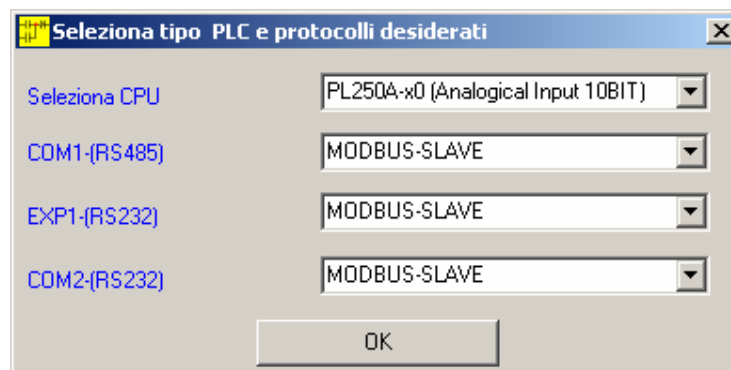 Seleziona tipo PLC e protocolli desiderati
Seleziona CPU PL250A-x0 (Analogical Input 10BIT)
COM1-(RS485) MODBUS-SLAVE
EXP1-(RS232) MODBUS-SLAVE
COM2-(RS232) MODBUS-SLAVE
OK